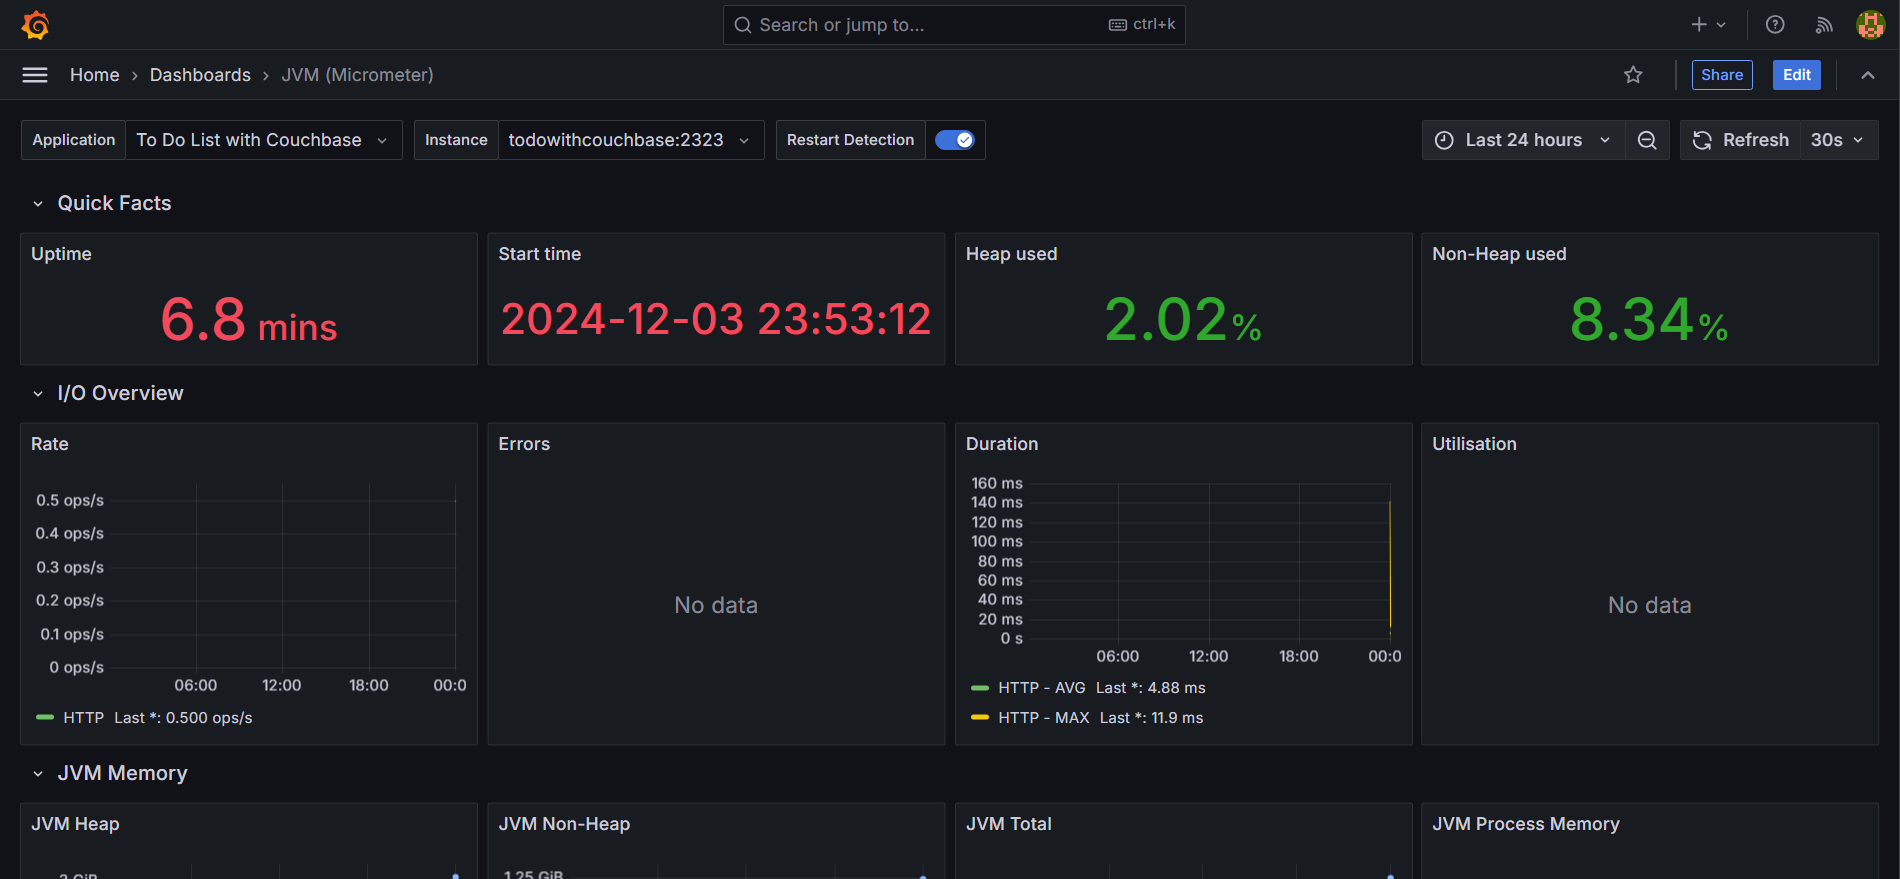 Search or jump to...
ctrl+k
Home
Dashboards
JVM (Micrometer)
Share
Edit
Application
To Do List with Couchbase
Instance
todowithcouchbase:2323
Restart Detection
Last 24 hours
Refresh
30s
Quick Facts
Uptime
6.8 mins
Start time
2024-12-03 23:53:12
Heap used
2.02%
Non-Heap used
8.34%
I/O Overview
Rate
0.5 ops/s
0.4 ops/s
0.3 ops/s
0.2 ops/s
0.1 ops/s
0 ops/s
06:00
12:00
18:00
00:0
HTTP Last *: 0.500 ops/s
Errors
No data
Duration
160 ms
140 ms
120 ms
100 ms
80 ms
60 ms
40 ms
20 ms
0 s
06:00
12:00
18:00
00:0
HTTP - AVG Last *: 4.88 ms
HTTP - MAX Last *: 11.9 ms
Utilisation
No data
JVM Memory
JVM Heap
JVM Non-Heap
1.25 GiB
JVM Total
JVM Process Memory